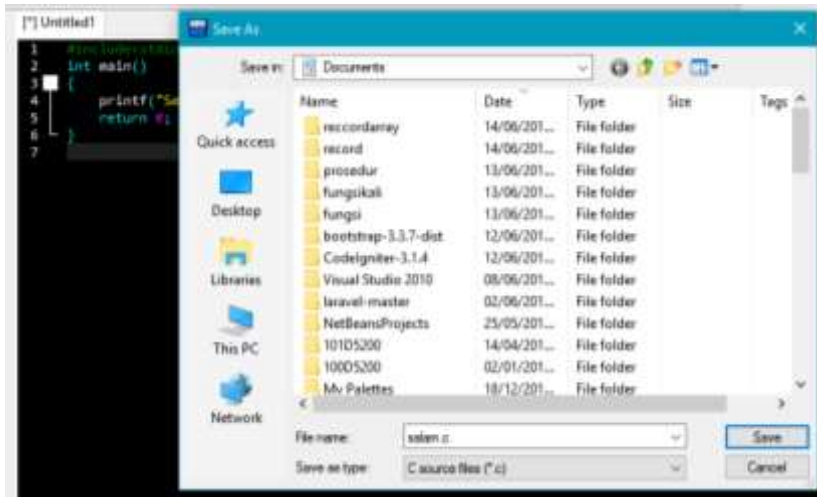 [*] Untitled1
Save As
1 #include<stdio
2 int main()
3 {
4 printf("Se
5 return 0;
6 }
7
Save in: Documents
Quick access
Desktop
Libraries
This PC
Network
Name Date Type Size Tags
reccordarray 14/06/201... File folder
record 14/06/201... File folder
prosedur 13/06/201... File folder
fungsikali 13/06/201... File folder
fungsi 13/06/201... File folder
bootstrap-3.3.7-dist 12/06/201... File folder
CodeIgniter-3.1.4 12/06/201... File folder
Visual Studio 2010 08/06/201... File folder
laravel-master 02/06/201... File folder
NetBeansProjects 25/05/201... File folder
101D5200 14/04/201... File folder
100D5200 02/01/201... File folder
My Palettes 18/12/201... File folder
File name: salam.c Save
Save as type: C source files (*.c) Cancel